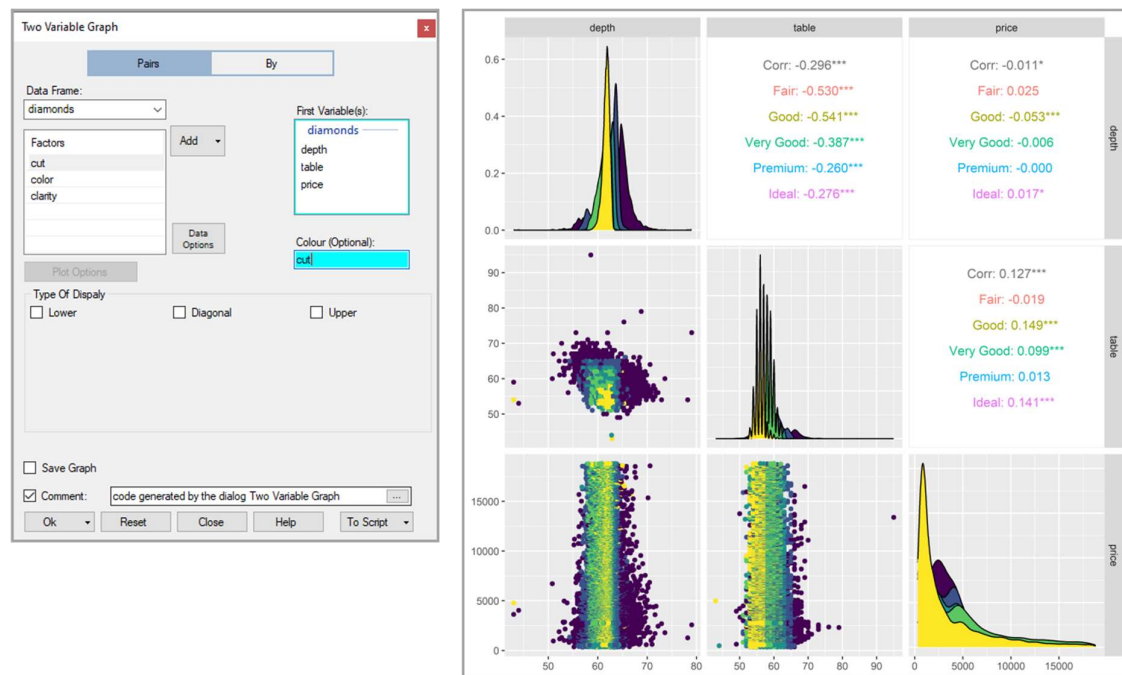 Two Variable Graph
x
Pairs
By
Data Frame:
diamonds
First Variable(s):
Factors
Add
diamonds
cut
depth
color
table
clarity
price
Data
Options
Colour (Optional):
cut
Plot Options
Type Of Dispaly
Lower
Diagonal
Upper
Save Graph
Comment:
code generated by the dialog Two Variable Graph
...
Ok
Reset
Close
Help
To Script
depth
table
price
0.6
0.4
0.2
0.0
Corr: -0.296***
Fair: -0.530***
Good: -0.541***
Very Good: -0.387***
Premium: -0.260***
Ideal: -0.276***
Corr: -0.011*
Fair: 0.025
Good: -0.053***
Very Good: -0.006
Premium: -0.000
Ideal: 0.017*
depth
90
80
70
60
50
Corr: 0.127***
Fair: -0.019
Good: 0.149***
Very Good: 0.099***
Premium: 0.013
Ideal: 0.141***
table
15000
10000
5000
0
price
50
60
70
80
50
60
70
80
90
0
5000
10000
15000